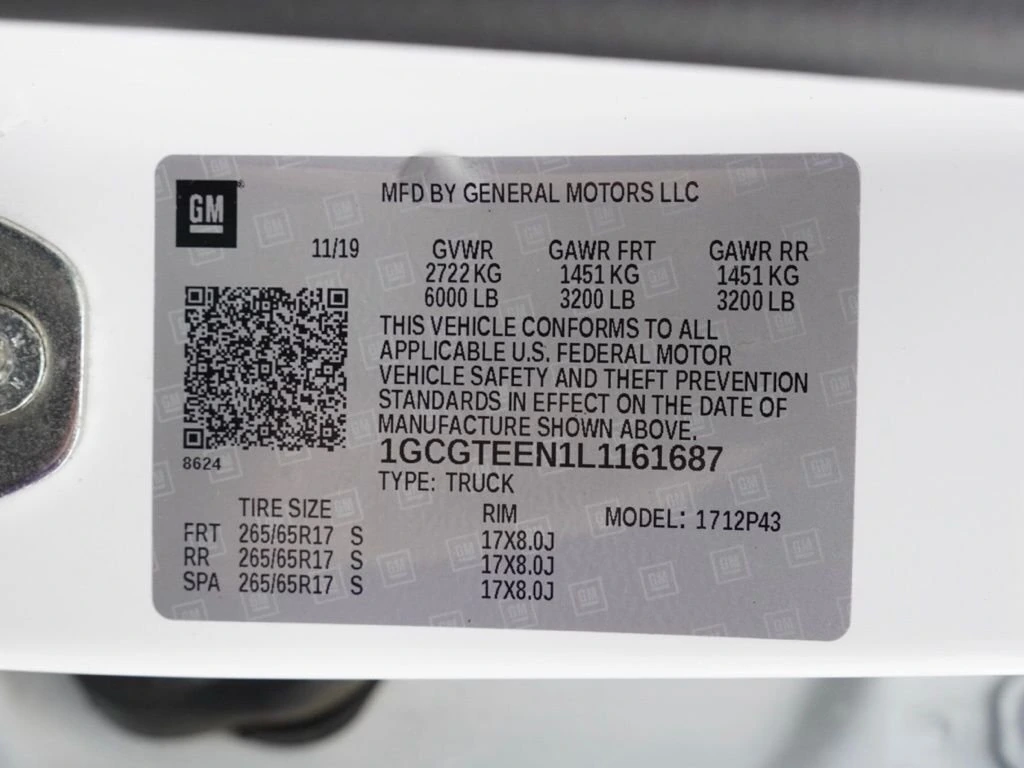 GM
MFD BY GENERAL MOTORS LLC
11/19 GVWR GAWR FRT GAWR RR
2722 KG 1451 KG 1451 KG
6000 LB 3200 LB 3200 LB
THIS VEHICLE CONFORMS TO ALL
APPLICABLE U.S. FEDERAL MOTOR
VEHICLE SAFETY AND THEFT PREVENTION
STANDARDS IN EFFECT ON THE DATE OF
MANUFACTURE SHOWN ABOVE.
1GCGTEEN1L1161687
8624
TYPE: TRUCK
TIRE SIZE RIM MODEL: 1712P43
FRT 265/65R17 S 17X8.0J
RR 265/65R17 S 17X8.0J
SPA 265/65R17 S 17X8.0J